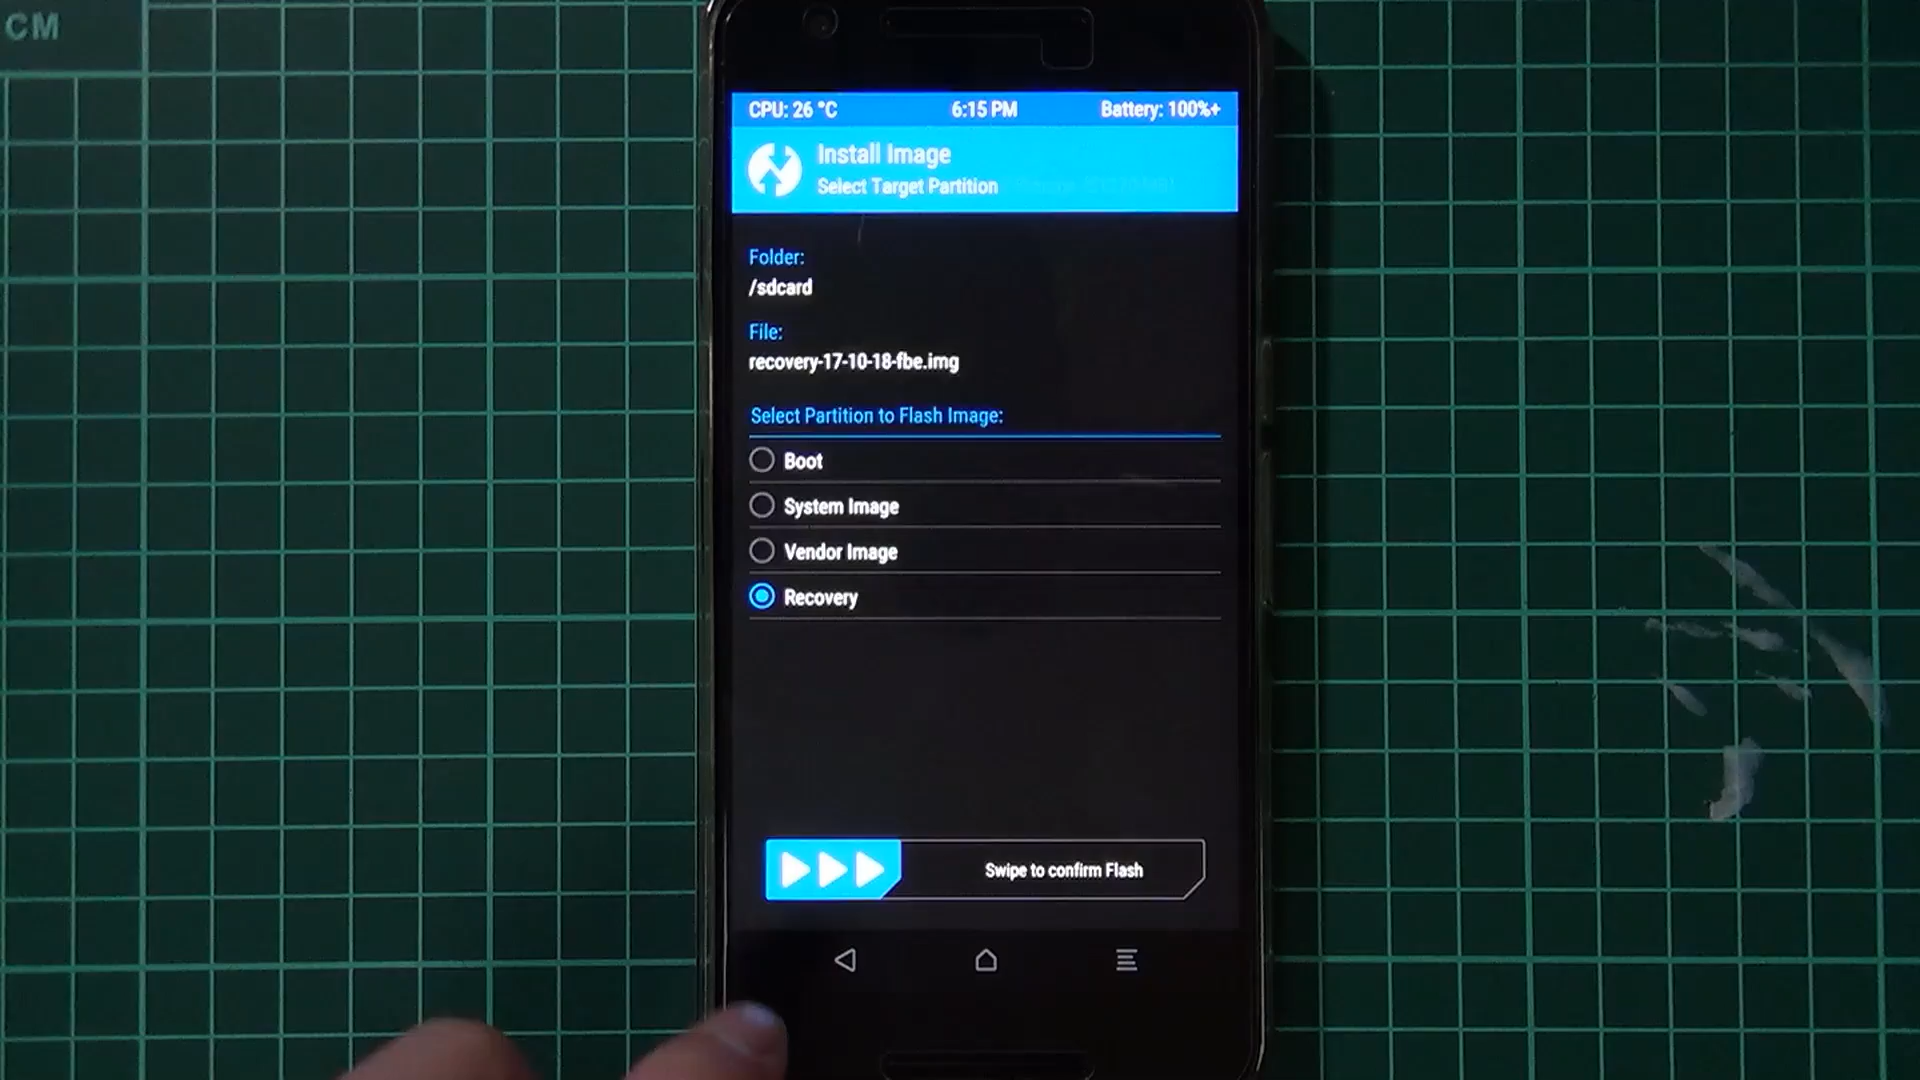 CM
CPU: 26 °C 6:15 PM Battery: 100%+
Install Image
Select Target Partition
Folder:
/sdcard
File:
recovery-17-10-18-fbe.img
Select Partition to Flash Image:
Boot
System Image
Vendor Image
Recovery
Swipe to confirm Flash